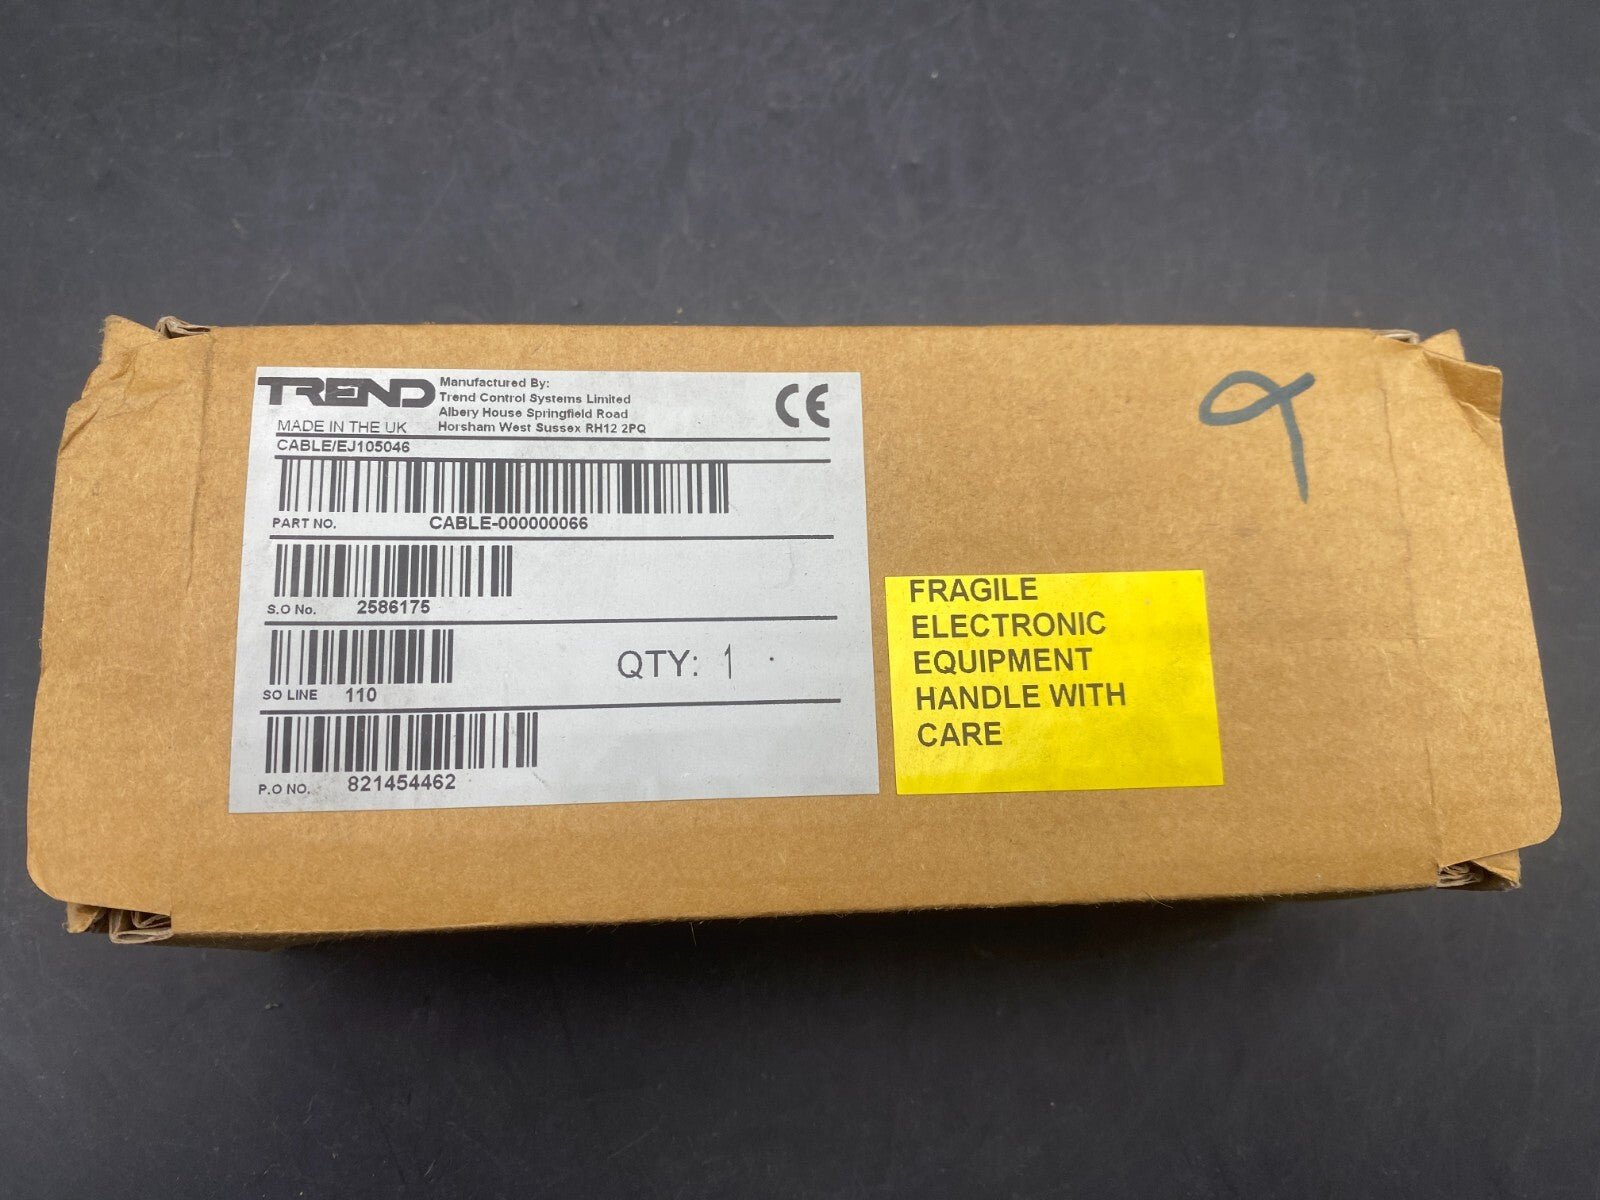 TREND
Manufactured By:
Trend Control Systems Limited
Albery House Springfield Road
Horsham West Sussex RH12 2PQ
CE
MADE IN THE UK
CABLE/EJ105046
PART NO. CABLE-000000066
S.O No. 2586175
SO LINE 110
QTY: 1
P.O NO. 821454462
FRAGILE
ELECTRONIC
EQUIPMENT
HANDLE WITH
CARE